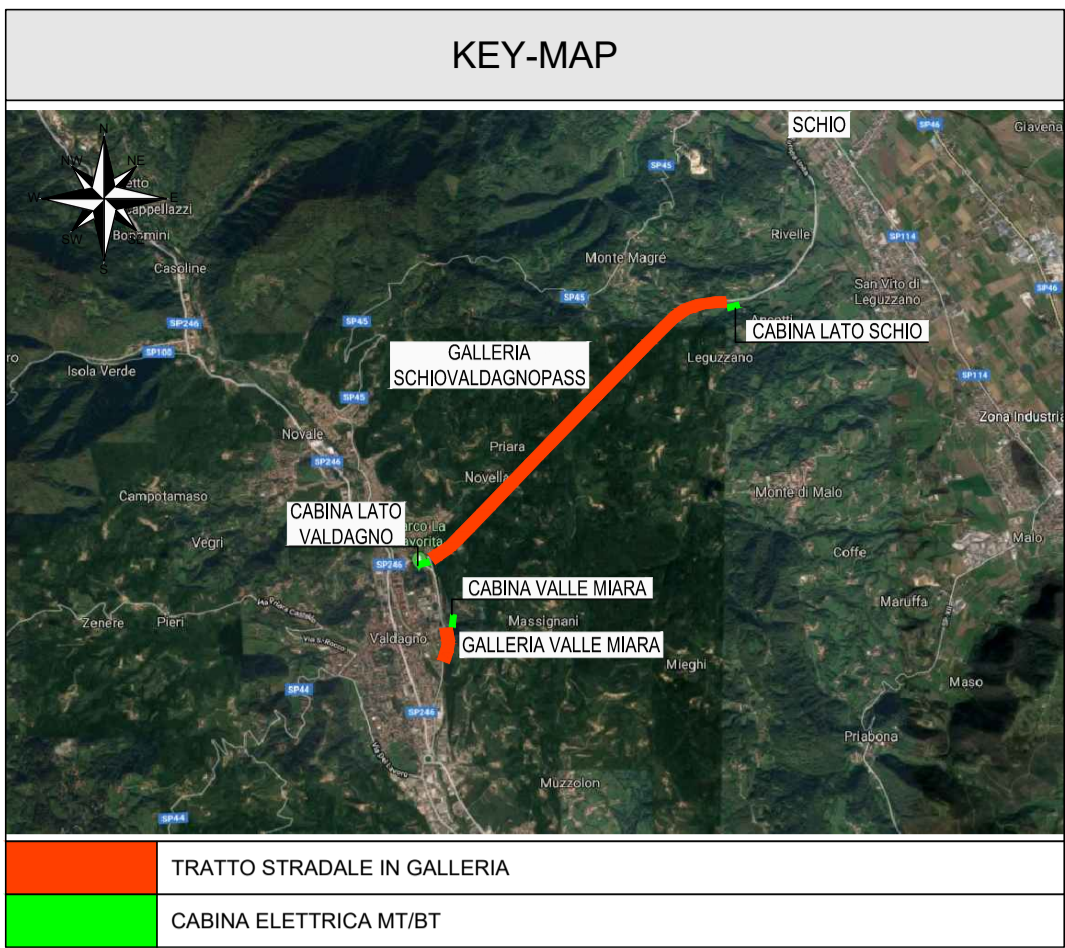 KEY-MAP
SCHIO
SP46
Giavena
SP45
N
NW
NE
W
E
SW
S
Casoline
Monte Magré
Rivelle
SP114
San Vito di
Leguzzano
SP46
SP45
SP246
SP45
CABINA LATO SCHIO
GALLERIA
SCHIOVALDAGNOPASS
Leguzzano
SP100
Isola Verde
SP114
SP45
Zona Industria
Novale
Priara
SP246
Novella
Campotamaso
Monte di Malo
CABINA LATO
VALDAGNO
Vegri
Malo
Coffe
SP246
CABINA VALLE MIARA
Maruffa
Zenere
Pieri
Massignani
Valdagno
GALLERIA VALLE MIARA
Mieghi
Maso
SP44
SP246
Priabona
Muzzolon
SP44
TRATTO STRADALE IN GALLERIA
CABINA ELETTRICA MT/BT